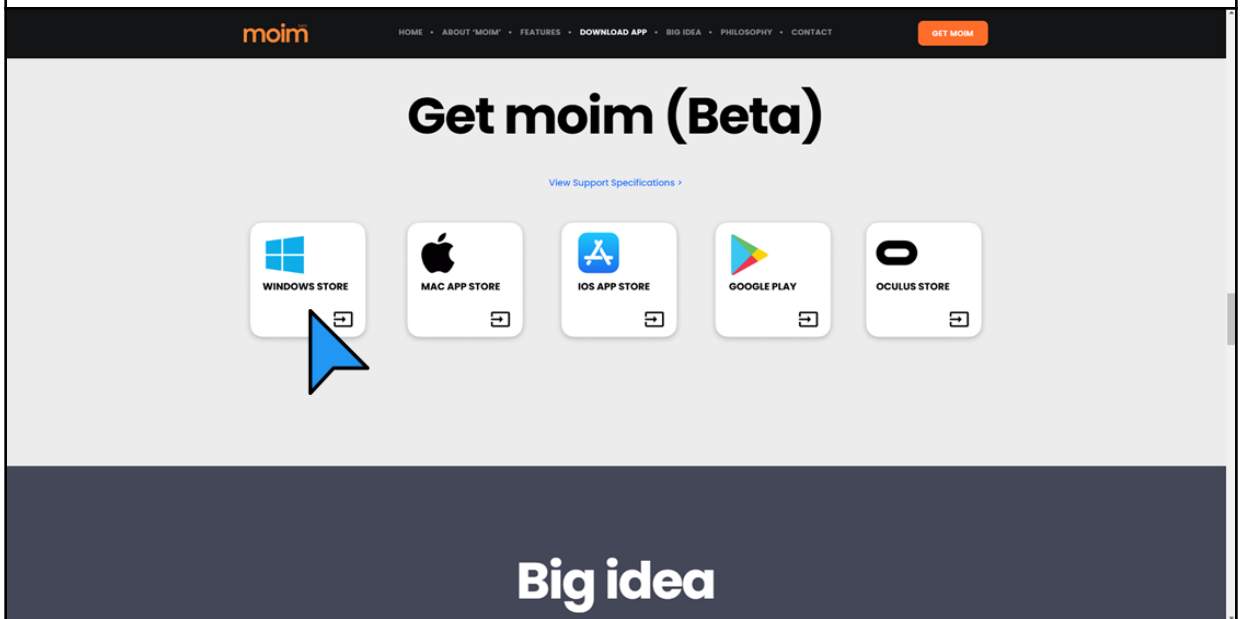 moim
HOME • ABOUT 'MOIM' • FEATURES • DOWNLOAD APP • BIG IDEA • PHILOSOPHY • CONTACT
GET MOIM
Get moim (Beta)
View Support Specifications >
WINDOWS STORE
MAC APP STORE
IOS APP STORE
GOOGLE PLAY
OCULUS STORE
Big idea